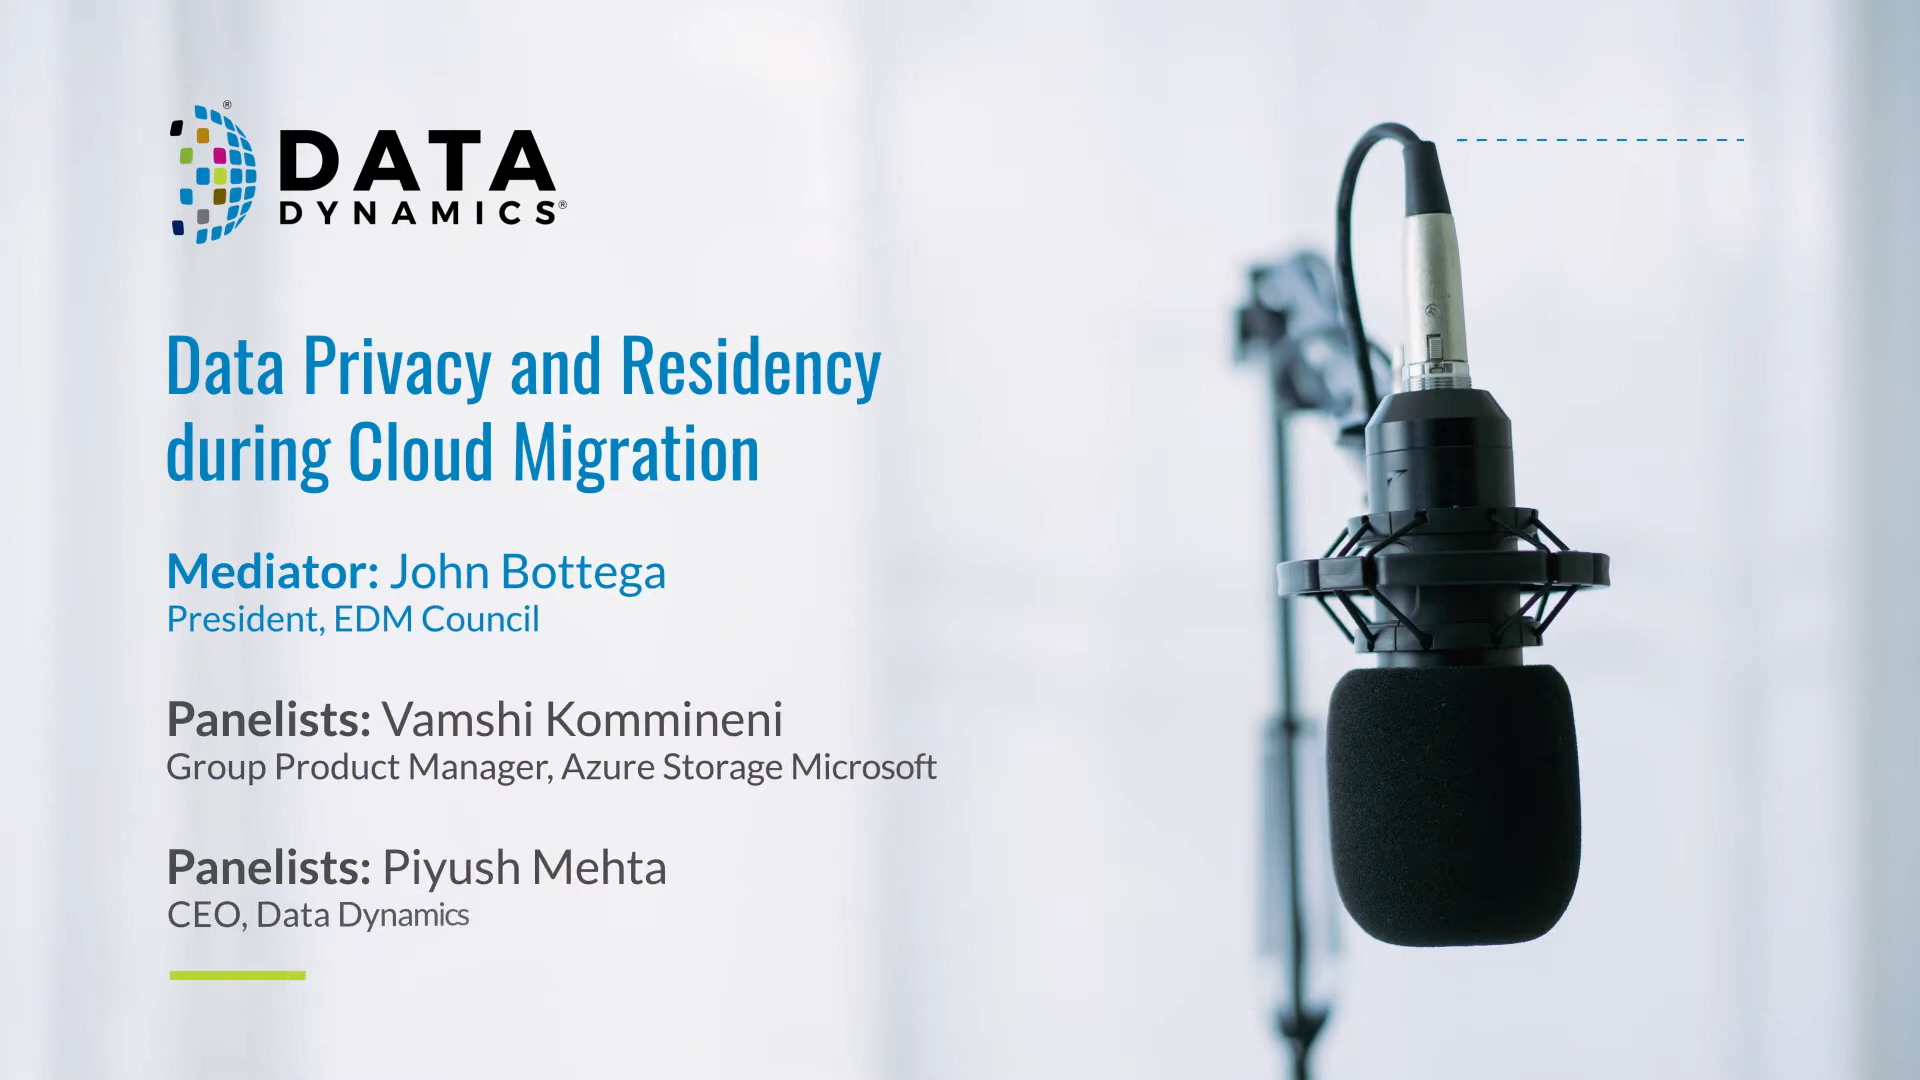 DATA
DYNAMICS®
Data Privacy and Residency
during Cloud Migration
Mediator: John Bottega
President, EDM Council
Panelists: Vamshi Kommineni
Group Product Manager, Azure Storage Microsoft
Panelists: Piyush Mehta
CEO, Data Dynamics